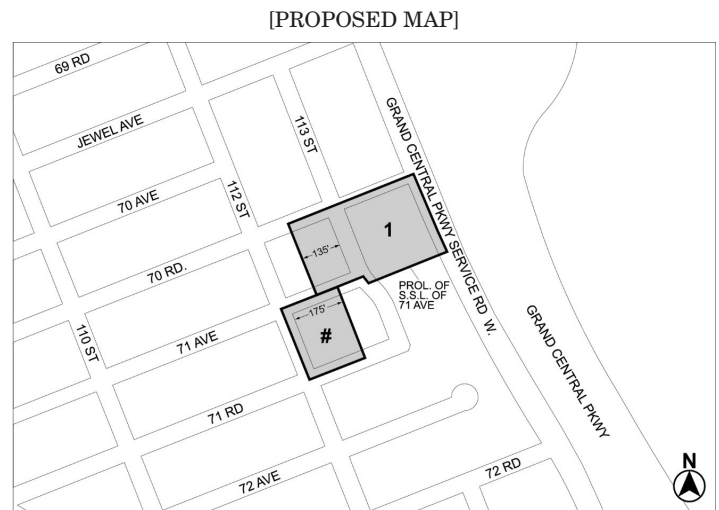 [PROPOSED MAP]
69 RD
JEWEL AVE
113 ST
GRAND CENTRAL PKWY SERVICE RD W.
70 AVE
112 ST
1
135'
70 RD.
PROL. OF
S.S.L. OF
71 AVE
175'
#
110 ST
71 AVE
GRAND CENTRAL PKWY
71 RD
72 RD
72 AVE
N